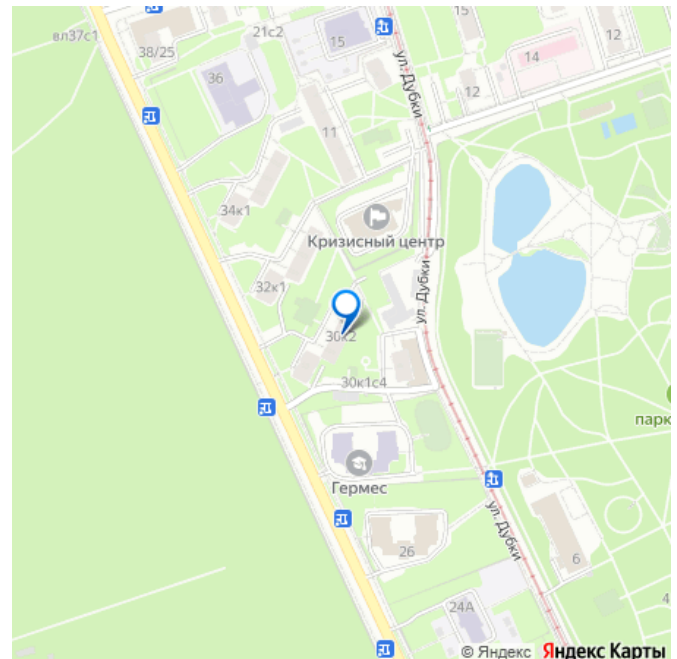 вл37с1
38/25
21с2
15
15
12
14
12
36
ул. Дубки
11
34к1
Кризисный центр
ул. Дубки
32к1
30к2
30к1с4
парк
Гермес
ул. Дубки
26
6
24А
4
© Яндекс Яндекс Карты